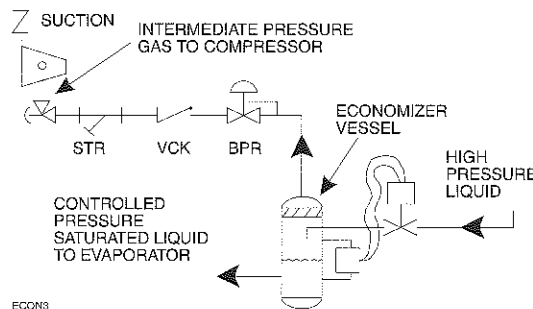 SUCTION
INTERMEDIATE PRESSURE
GAS TO COMPRESSOR
STR
VCK
BPR
ECONOMIZER
VESSEL
HIGH
PRESSURE
LIQUID
CONTROLLED
PRESSURE
SATURATED LIQUID
TO EVAPORATOR
ECON3